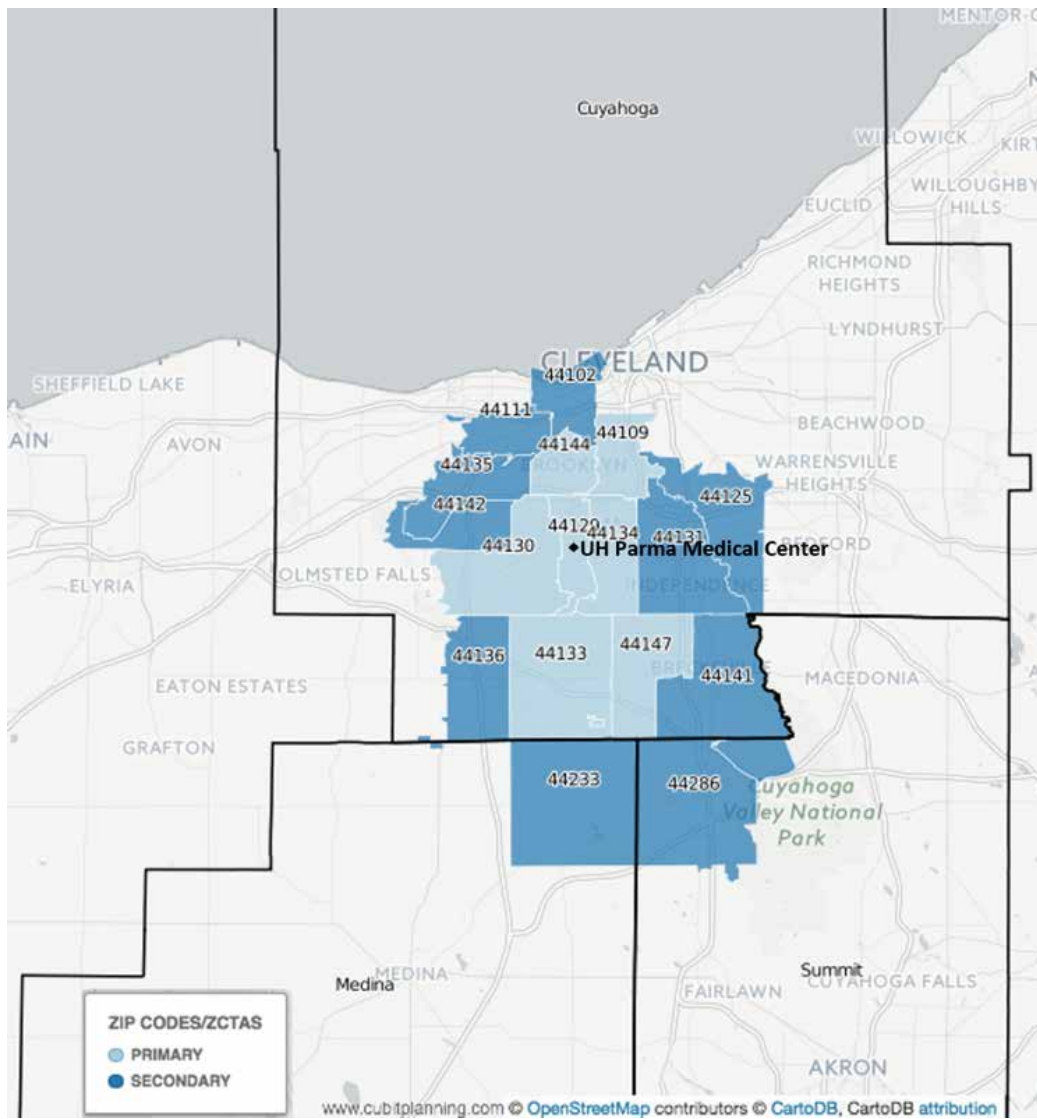 MENTOR-
Cuyahoga
WILLOWICK
KIRT
WILLOUGHBY
HILLS
EUCLID
RICHMOND
HEIGHTS
LYNDHURST
CLEVELAND
44102
SHEFFIELD LAKE
44111
BEACHWOOD
44109
AIN
AVON
44144
BROOKLYN
WARRENSVILLE
HEIGHTS
44135
44125
44142
44129
44134
44131
44130
UH Parma Medical Center
BEDFORD
OLMSTED FALLS
ELYRIA
INDEPENDENCE
44136
44133
44147
BRECKSVILLE
44141
MACEDONIA
EATON ESTATES
GRAFTON
44233
44286
Cuyahoga
Valley National
Park
Medina
MEDINA
Summit
CUYAHOGA FALLS
FAIRLAWN
ZIP CODES/ZCTAS
PRIMARY
SECONDARY
AKRON
www.cubitplanning.com © OpenStreetMap contributors © CartoDB, CartoDB attribution